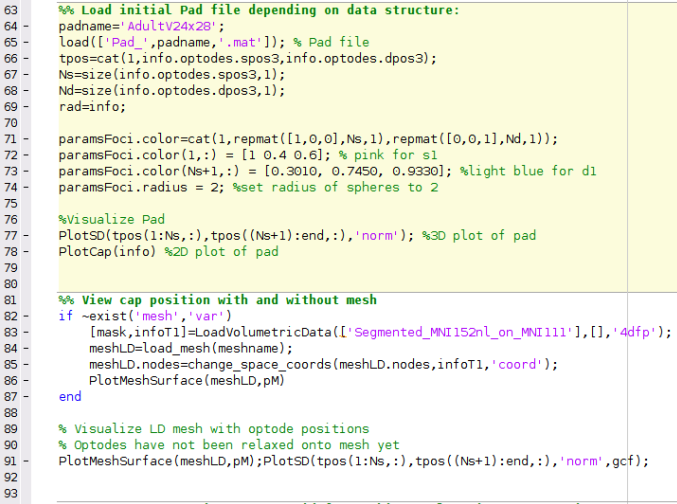 63 %% Load initial Pad file depending on data structure:
64 - padname='AdultV24x28';
65 - load(['Pad_',padname,'.mat']); % Pad file
66 - tpos=cat(1,info.optodes.spos3,info.optodes.dpos3);
67 - Ns=size(info.optodes.spos3,1);
68 - Nd=size(info.optodes.dpos3,1);
69 - rad=info;
70
71 - paramsFoci.color=cat(1,repmat([1,0,0],Ns,1),repmat([0,0,1],Nd,1));
72 - paramsFoci.color(1,:) = [1 0.4 0.6]; % pink for s1
73 - paramsFoci.color(Ns+1,:) = [0.3010, 0.7450, 0.9330]; %light blue for d1
74 - paramsFoci.radius = 2; %set radius of spheres to 2
75
76 %Visualize Pad
77 - PlotSD(tpos(1:Ns,:),tpos((Ns+1):end,:),'norm'); %3D plot of pad
78 - PlotCap(info) %2D plot of pad
79
80
81 %% View cap position with and without mesh
82 - if ~exist('mesh','var')
83 - [mask,infoT1]=LoadVolumetricData(['Segmented_MNI152nl_on_MNI111'],[],'4dfp');
84 - meshLD=load_mesh(meshname);
85 - meshLD.nodes=change_space_coords(meshLD.nodes,infoT1,'coord');
86 - PlotMeshSurface(meshLD,pM)
87 - end
88
89 % Visualize LD mesh with optode positions
90 % Optodes have not been relaxed onto mesh yet
91 - PlotMeshSurface(meshLD,pM);PlotSD(tpos(1:Ns,:),tpos((Ns+1):end,:),'norm',gcf);
92
93